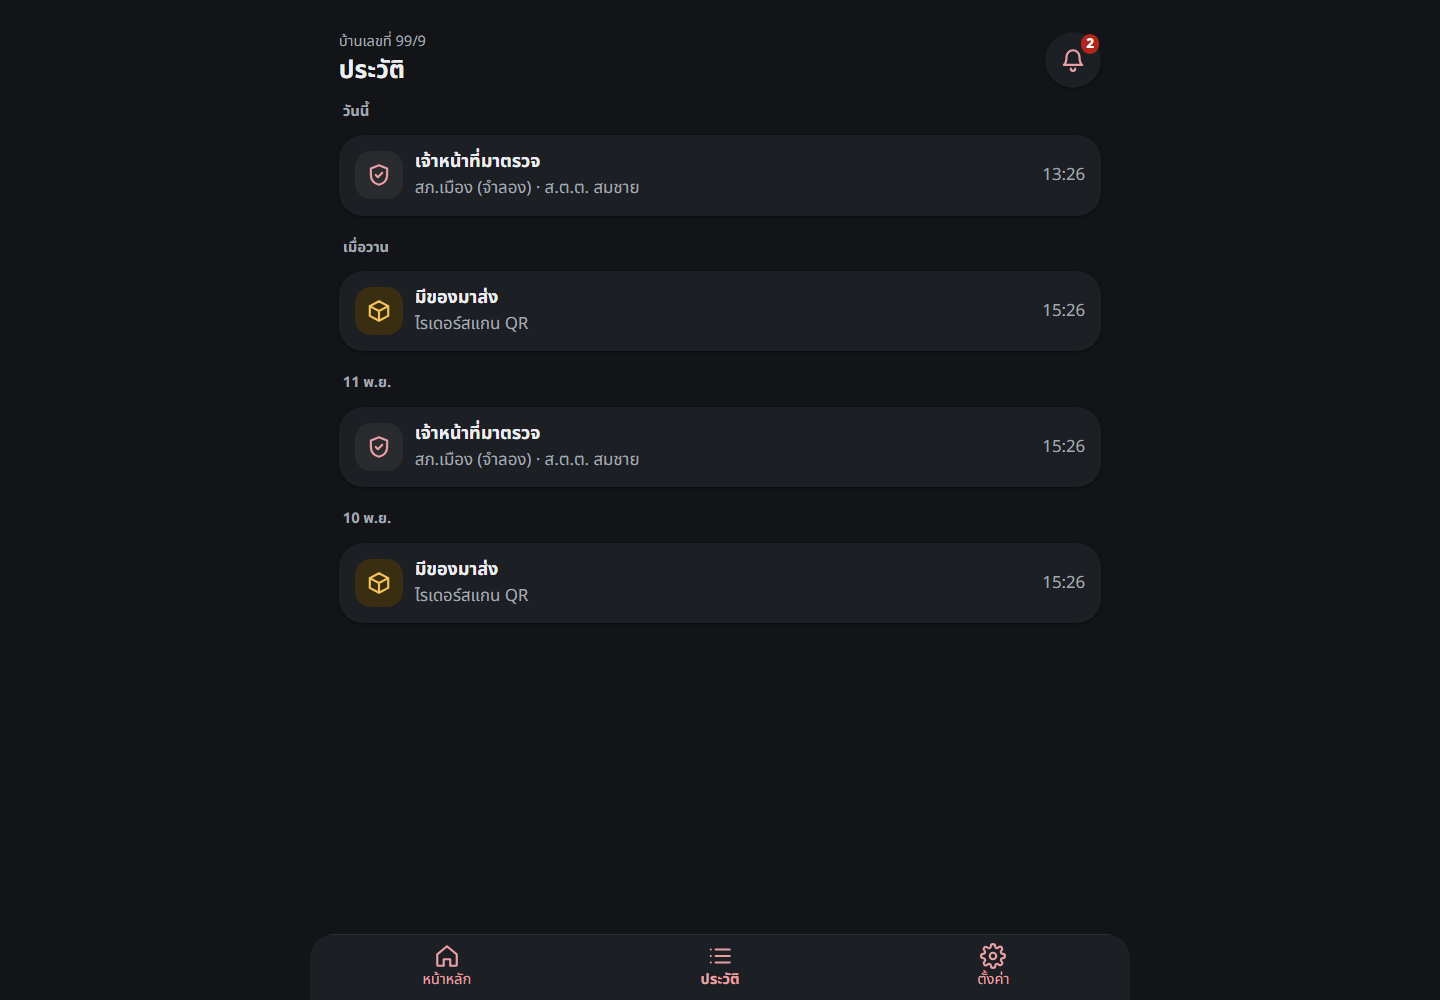 บ้านเลขที่ 99/9
ประวัติ
2
วันนี้
เจ้าหน้าที่มาตรวจ
สภ.เมือง (จำลอง) · ส.ต.ต. สมชาย
13:26
เมื่อวาน
มีของมาส่ง
ไรเดอร์สแกน QR
15:26
11 พ.ย.
เจ้าหน้าที่มาตรวจ
สภ.เมือง (จำลอง) · ส.ต.ต. สมชาย
15:26
10 พ.ย.
มีของมาส่ง
ไรเดอร์สแกน QR
15:26
หน้าหลัก
ประวัติ
ตั้งค่า